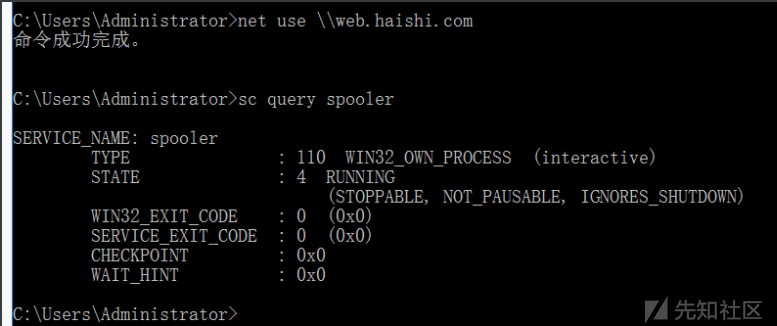 C:\Users\Administrator>net use \\web.haishi.com
命令成功完成。
C:\Users\Administrator>sc query spooler
SERVICE_NAME: spooler
        TYPE               : 110  WIN32_OWN_PROCESS  (interactive)
        STATE              : 4  RUNNING
                                (STOPPABLE, NOT_PAUSABLE, IGNORES_SHUTDOWN)
        WIN32_EXIT_CODE    : 0  (0x0)
        SERVICE_EXIT_CODE  : 0  (0x0)
        CHECKPOINT         : 0x0
        WAIT_HINT          : 0x0
C:\Users\Administrator>
先知社区